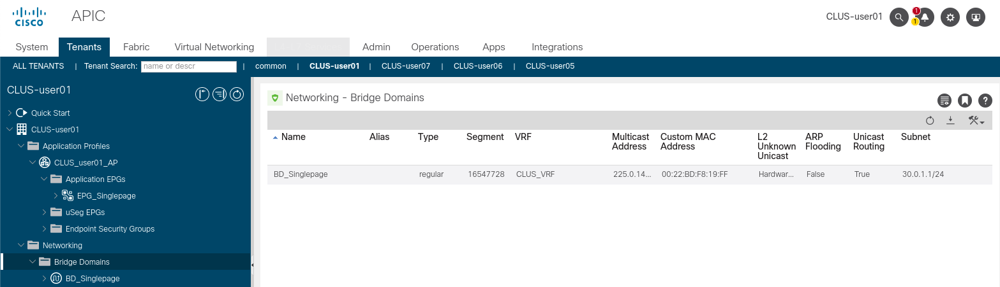 CISCO
APIC
CLUS-user01
1
1
System Tenants Fabric Virtual Networking Admin Operations Apps Integrations
ALL TENANTS | Tenant Search: name or descr | common | CLUS-user01 | CLUS-user07 | CLUS-user06 | CLUS-user05
CLUS-user01
Quick Start
CLUS-user01
Application Profiles
CLUS_user01_AP
Application EPGs
EPG_Singlepage
uSeg EPGs
Endpoint Security Groups
Networking
Bridge Domains
BD_Singlepage
Networking - Bridge Domains
?
Name Alias Type Segment VRF Multicast Address Custom MAC Address L2 Unknown Unicast ARP Flooding Unicast Routing Subnet
BD_Singlepage regular 16547728 CLUS_VRF 225.0.14... 00:22:BD:F8:19:FF Hardwar... False True 30.0.1.1/24